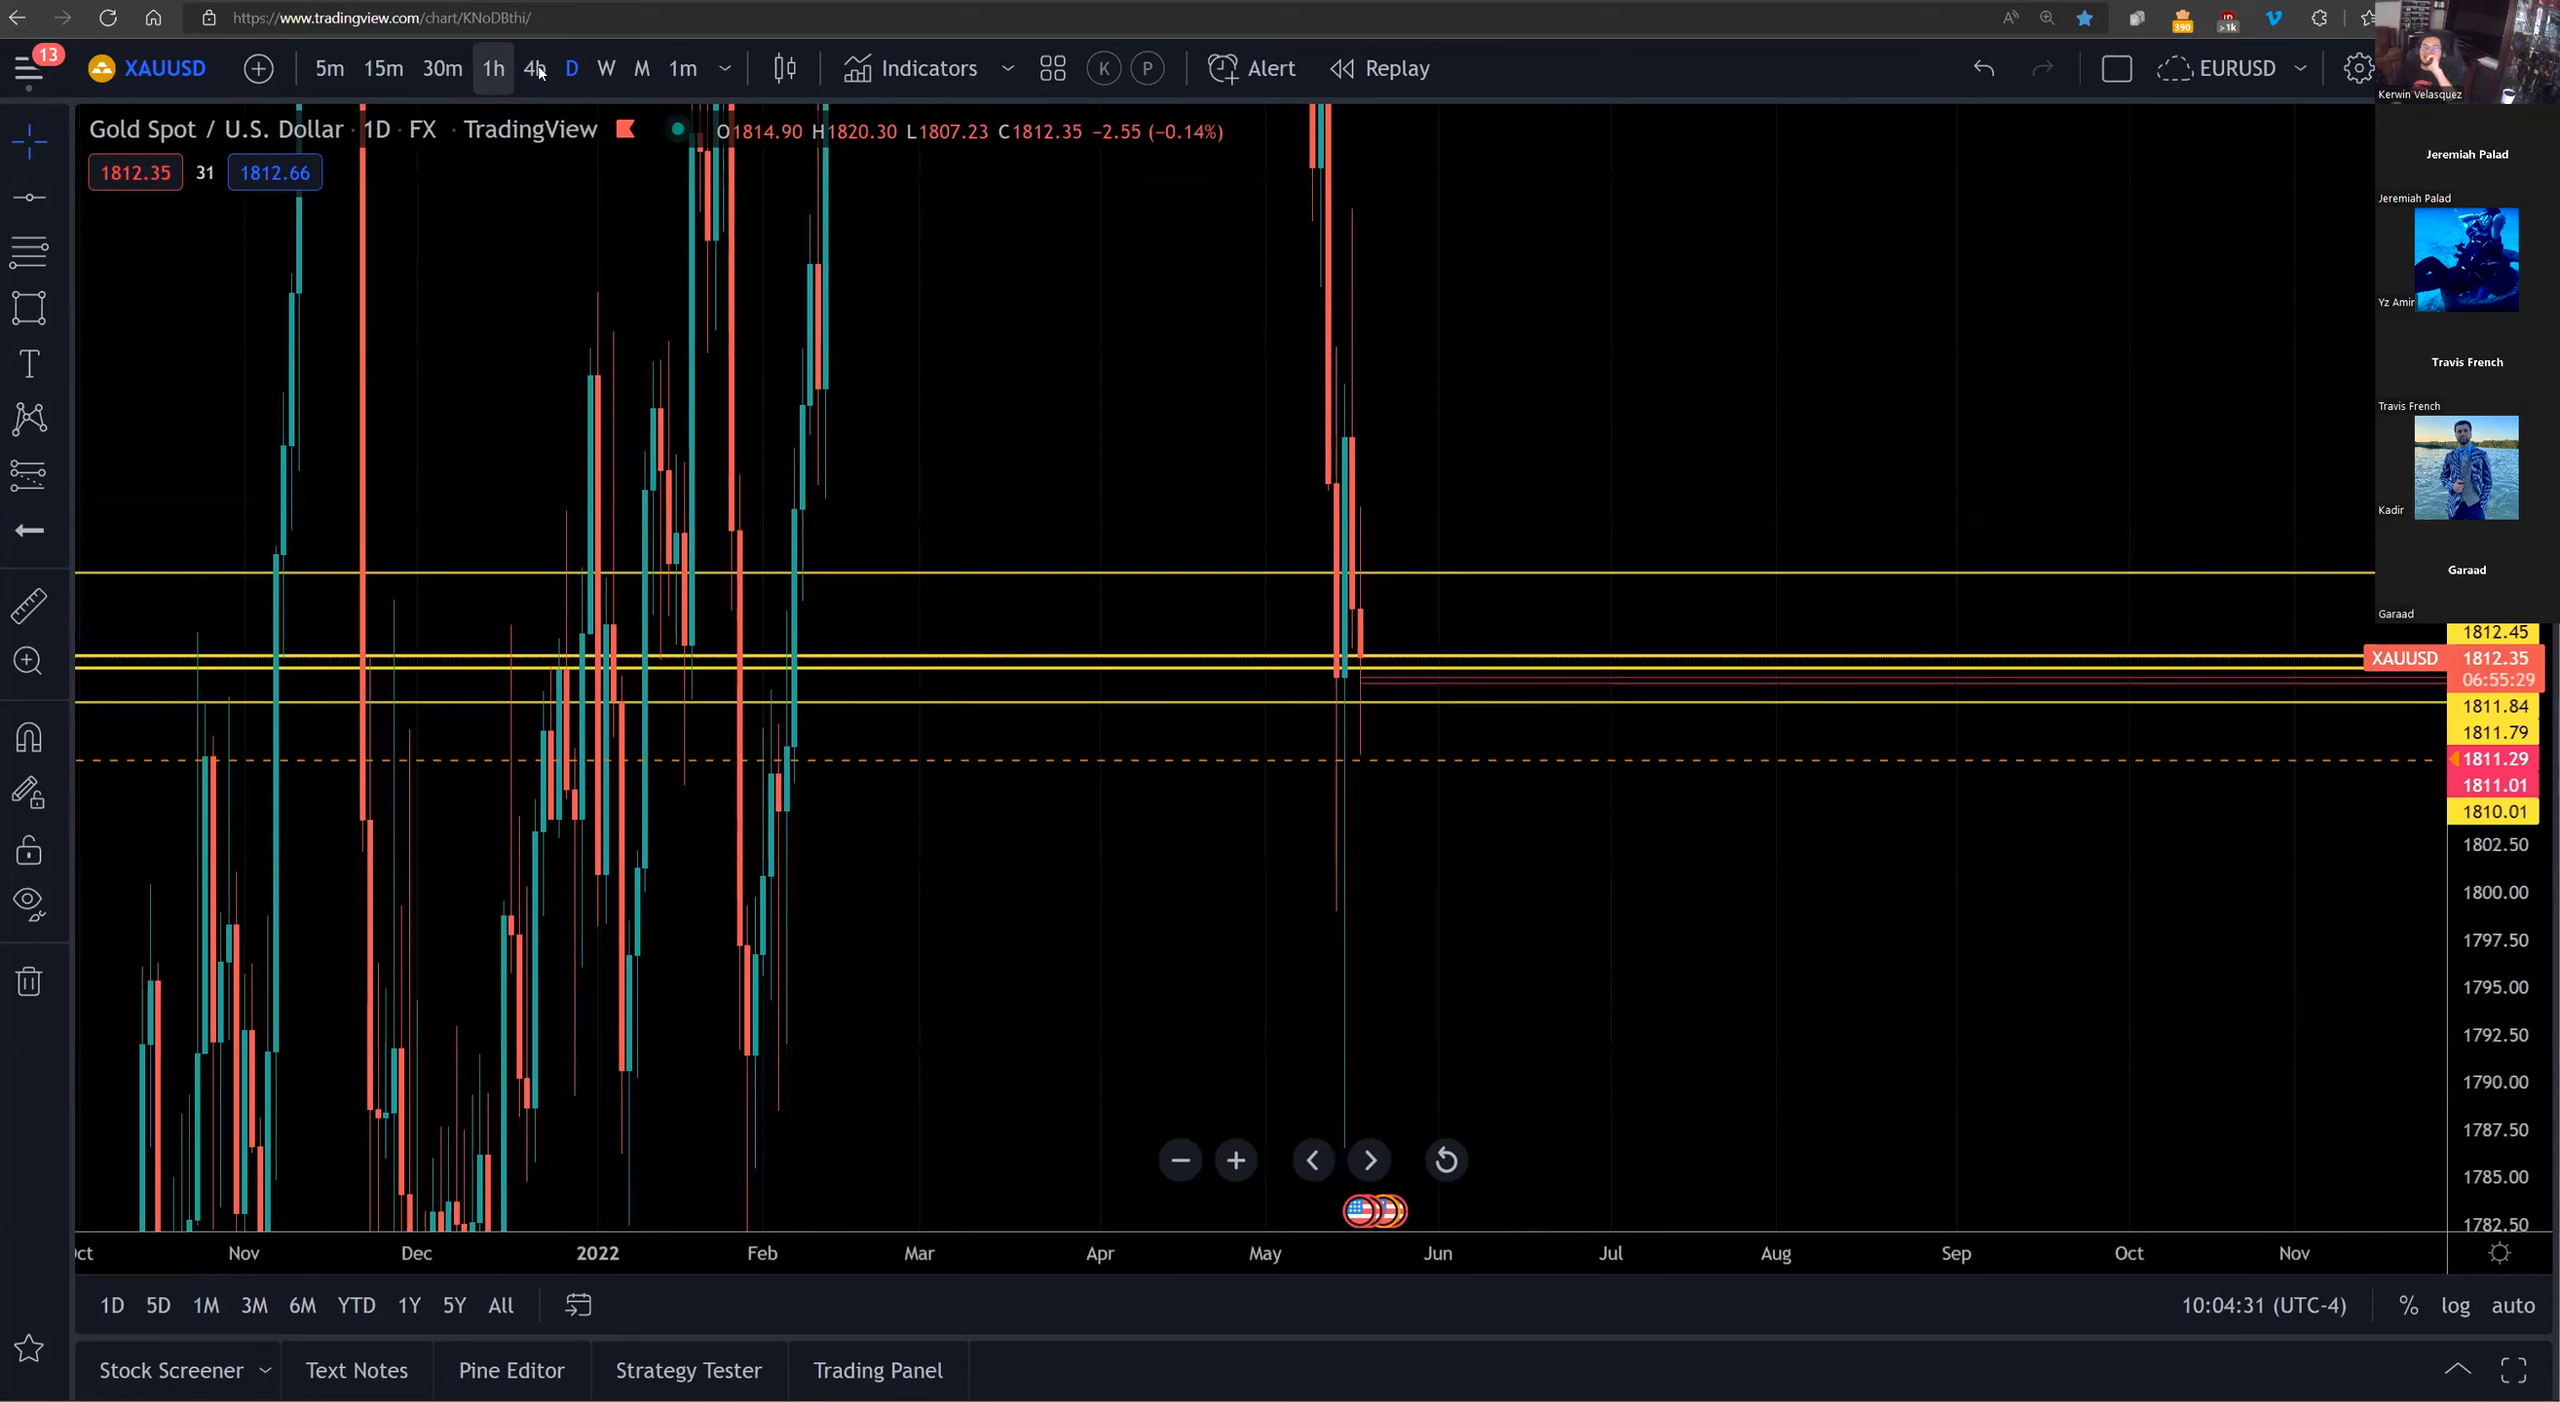 https://www.tradingview.com/chart/KNoDBthi/
390
>1k
13
XAUUSD
5m 15m 30m 1h 4h D W M 1m
Indicators
K P
Alert
Replay
EURUSD
Gold Spot / U.S. Dollar · 1D · FX · TradingView
O1814.90 H1820.30 L1807.23 C1812.35 −2.55 (−0.14%)
1812.35 31 1812.66
Kerwin Velasquez
Jeremiah Palad
Jeremiah Palad
Yz Amir
Travis French
Travis French
Kadir
Garaad
Garaad
1812.45
XAUUSD 1812.35
06:55:29
1811.84
1811.79
1811.29
1811.01
1810.01
1802.50
1800.00
1797.50
1795.00
1792.50
1790.00
1787.50
1785.00
1782.50
Nov Dec 2022 Feb Mar Apr May Jun Jul Aug Sep Oct Nov
1D 5D 1M 3M 6M YTD 1Y 5Y All
10:04:31 (UTC-4) % log auto
Stock Screener Text Notes Pine Editor Strategy Tester Trading Panel